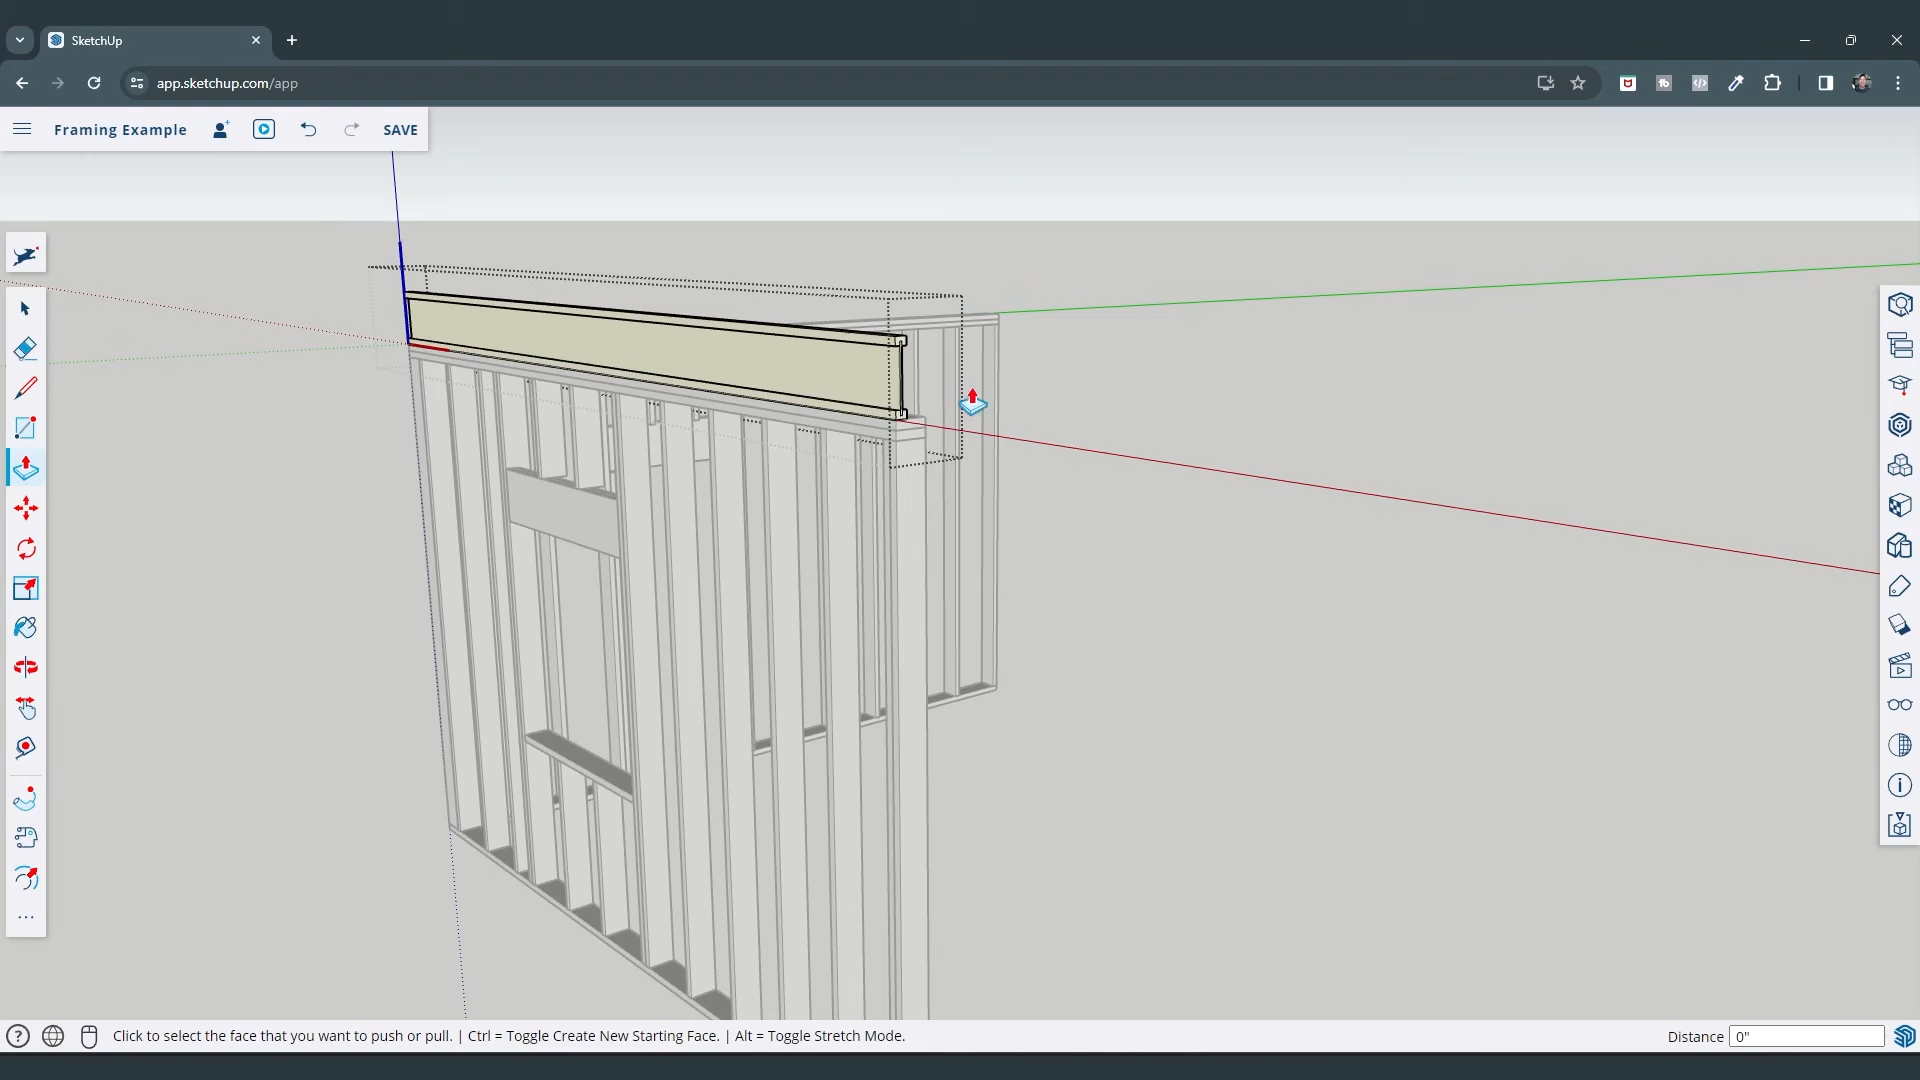 SketchUp
app.sketchup.com/app
Framing Example
SAVE
Click to select the face that you want to push or pull. | Ctrl = Toggle Create New Starting Face. | Alt = Toggle Stretch Mode.
Distance 0"